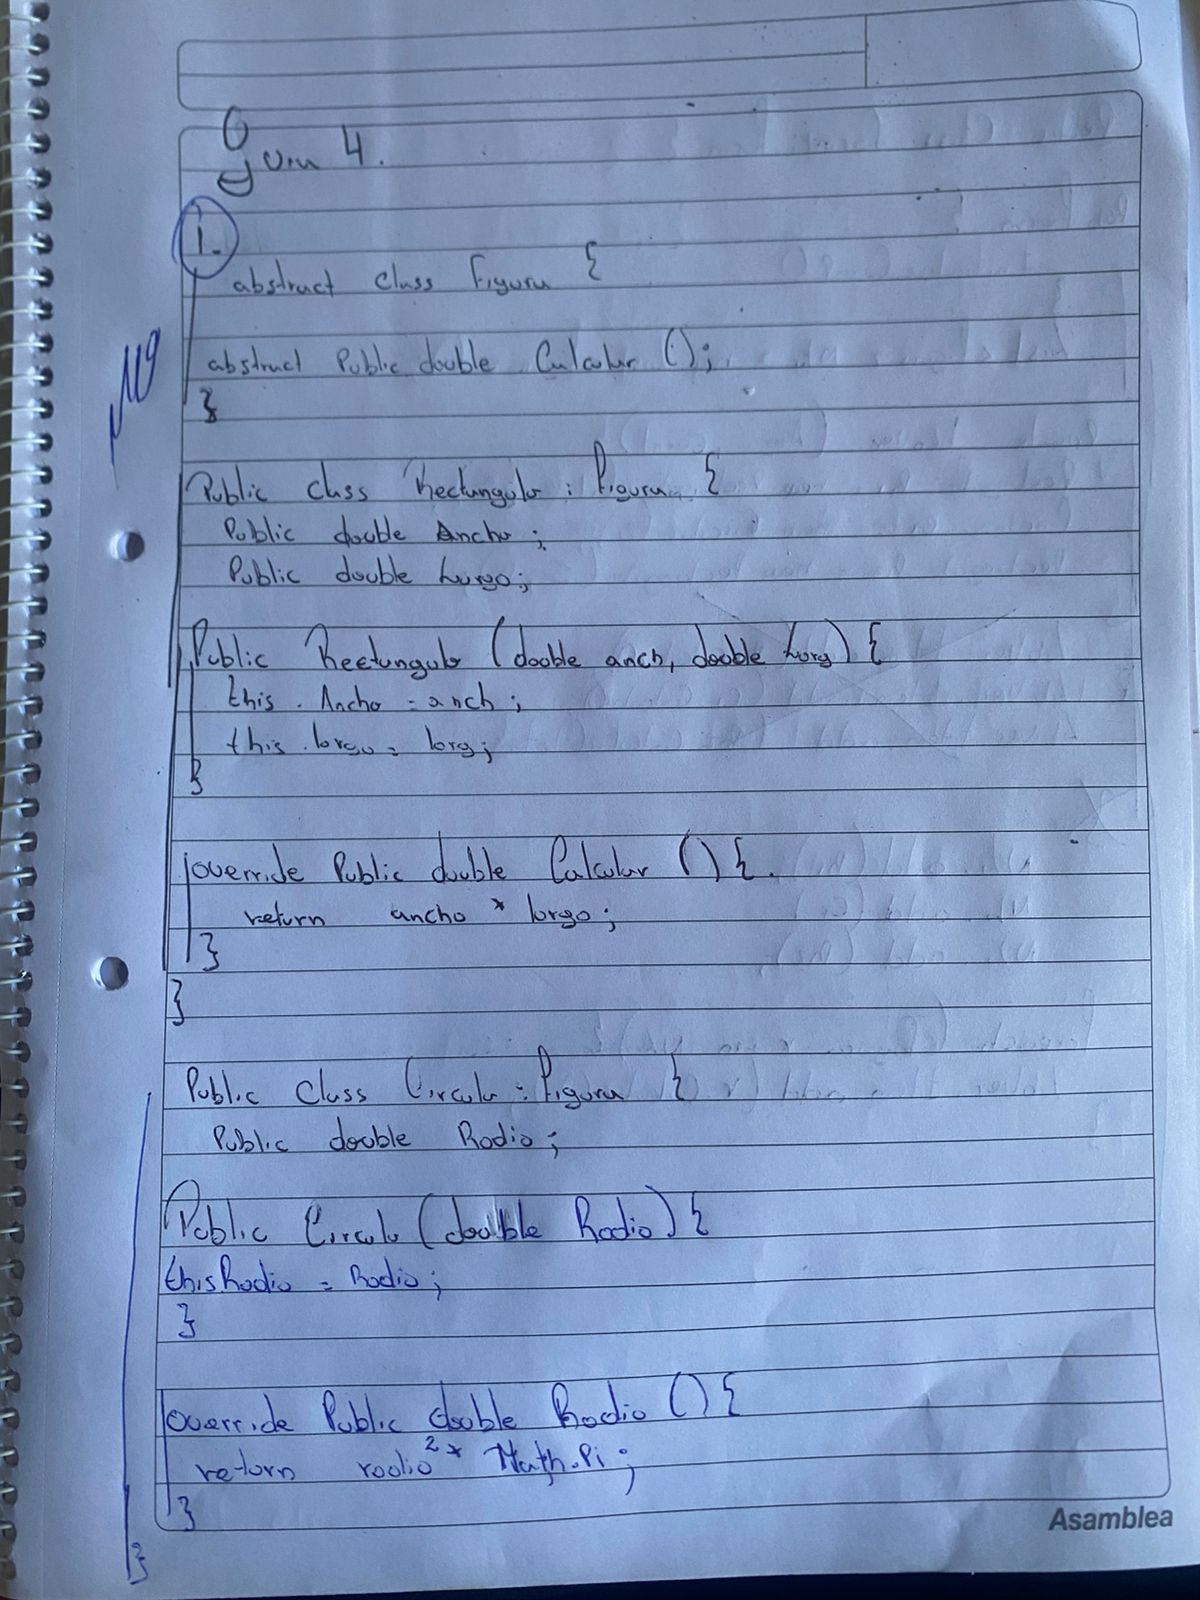 Guia 4.
1.
abstract class Figura {
abstract Public double Calcular ();
}
Public class Rectangulo : Figura {
Public double Ancho ;
Public double Largo ;
Public Rectangulo (double anch, double Larg) {
this . Ancho = anch ;
this . largo = larg ;
}
override Public double Calcular () {
return ancho * largo ;
}
}
Public Class Circulo : Figura {
Public double Radio ;
Public Circulo (double Radio) {
this Radio = Radio ;
}
override Public double Radio () {
return radio² * Math.Pi ;
}
}
Asamblea